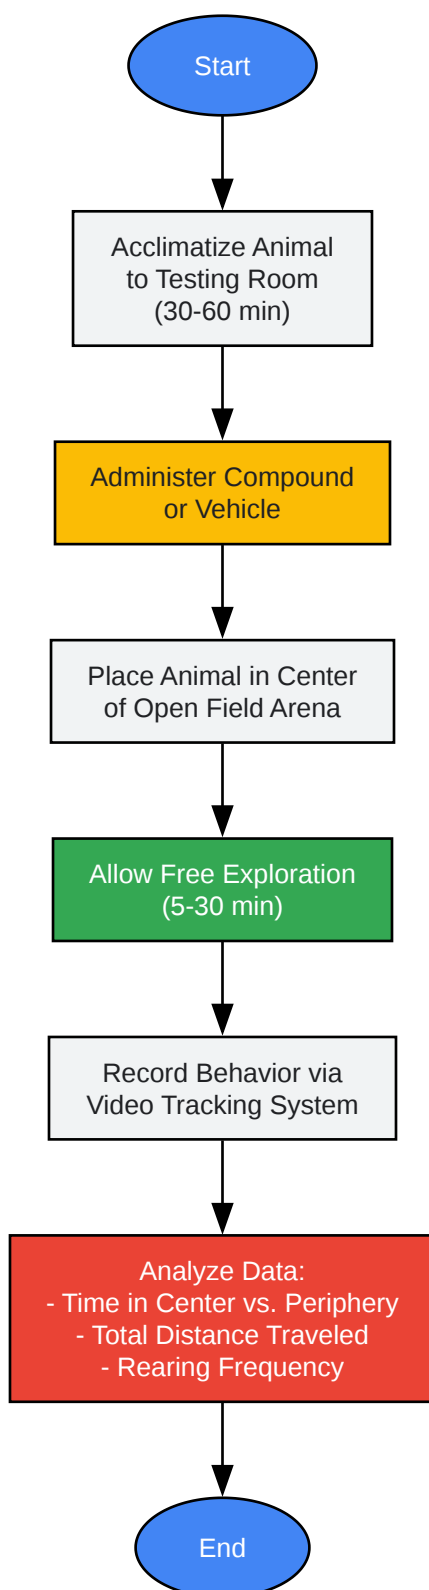 Start
Acclimatize Animal
to Testing Room
(30-60 min)
Administer Compound
or Vehicle
Place Animal in Center
of Open Field Arena
Allow Free Exploration
(5-30 min)
Record Behavior via
Video Tracking System
Analyze Data:
- Time in Center vs. Periphery
- Total Distance Traveled
- Rearing Frequency
End